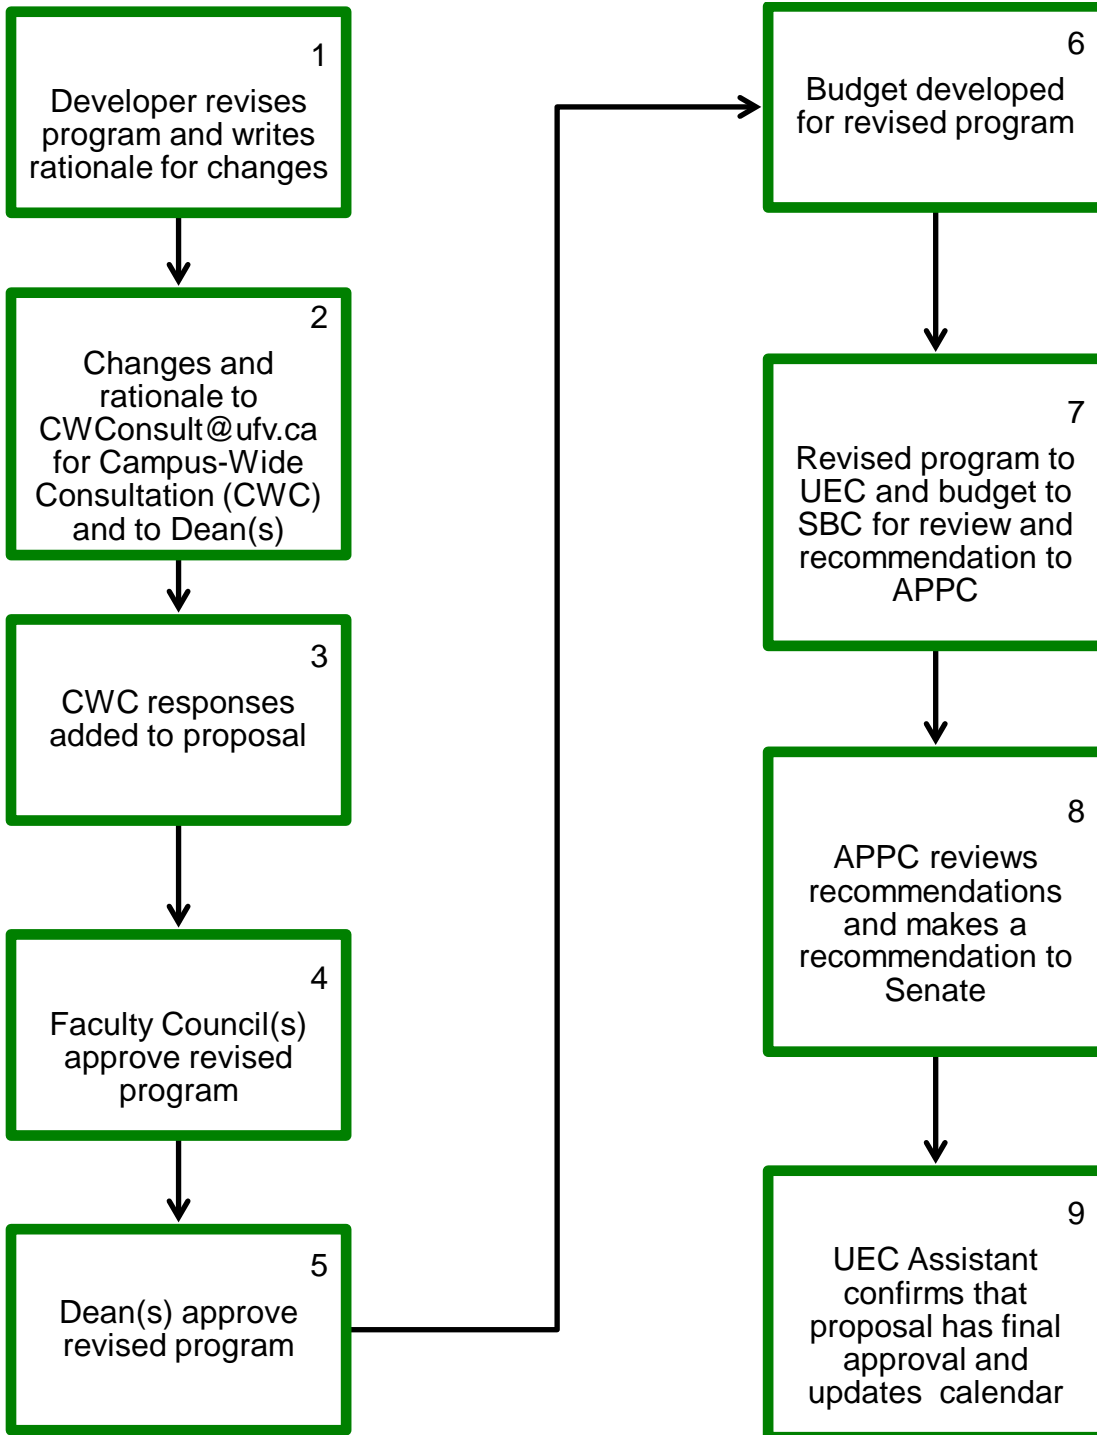 1
Developer revises
program and writes
rationale for changes
2
Changes and
rationale to
CWConsult@ufv.ca
for Campus-Wide
Consultation (CWC)
and to Dean(s)
3
CWC responses
added to proposal
4
Faculty Council(s)
approve revised
program
5
Dean(s) approve
revised program
6
Budget developed
for revised program
7
Revised program to
UEC and budget to
SBC for review and
recommendation to
APPC
8
APPC reviews
recommendations
and makes a
recommendation to
Senate
9
UEC Assistant
confirms that
proposal has final
approval and
updates calendar